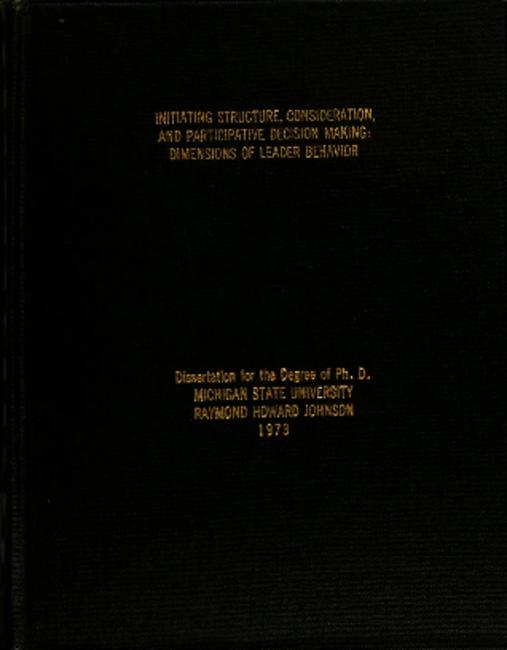 INITIATING STRUCTURE, CONSIDERATION,
AND PARTICIPATIVE DECISION MAKING:
DIMENSIONS OF LEADER BEHAVIOR
Dissertation for the Degree of Ph. D.
MICHIGAN STATE UNIVERSITY
RAYMOND HOWARD JOHNSON
1973